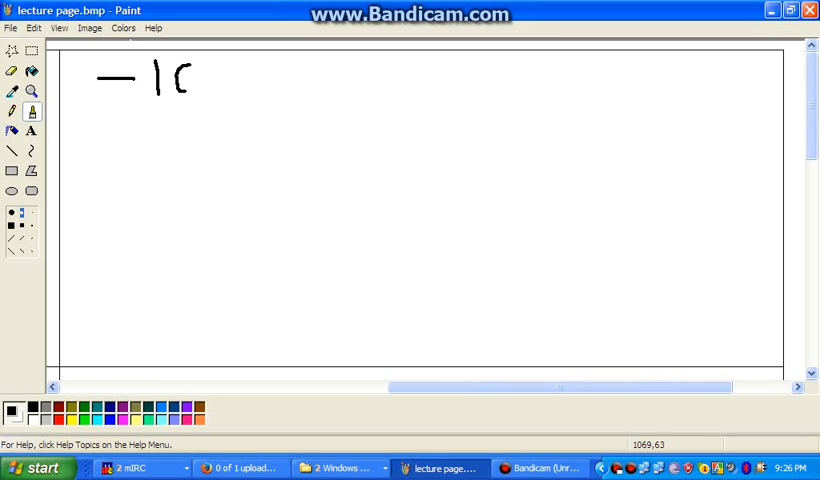 lecture page.bmp - Paint
www.Bandicam.com
File Edit View Image Colors Help
A
— 1
For Help, click Help Topics on the Help Menu.
1069,63
start
2 mIRC
0 of 1 upload...
2 Windows ...
lecture page....
Bandicam (Unr...
9:26 PM